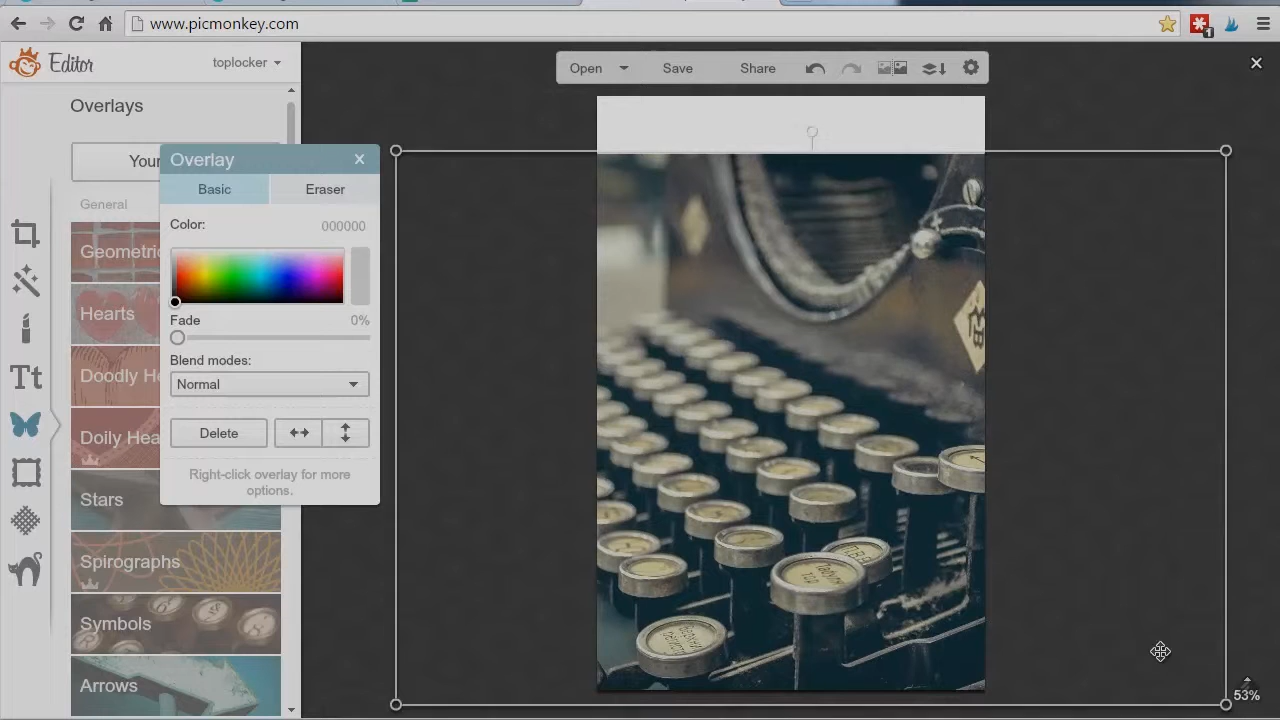 www.picmonkey.com
1
Editor
toplocker
Open
Save
Share
Overlays
Your
General
Geometric
Hearts
Doodly He
Doily Hea
Stars
Spirographs
Symbols
Arrows
Overlay
Basic
Eraser
Color:
000000
Fade
0%
Blend modes:
Normal
Delete
Right-click overlay for more
options.
53%